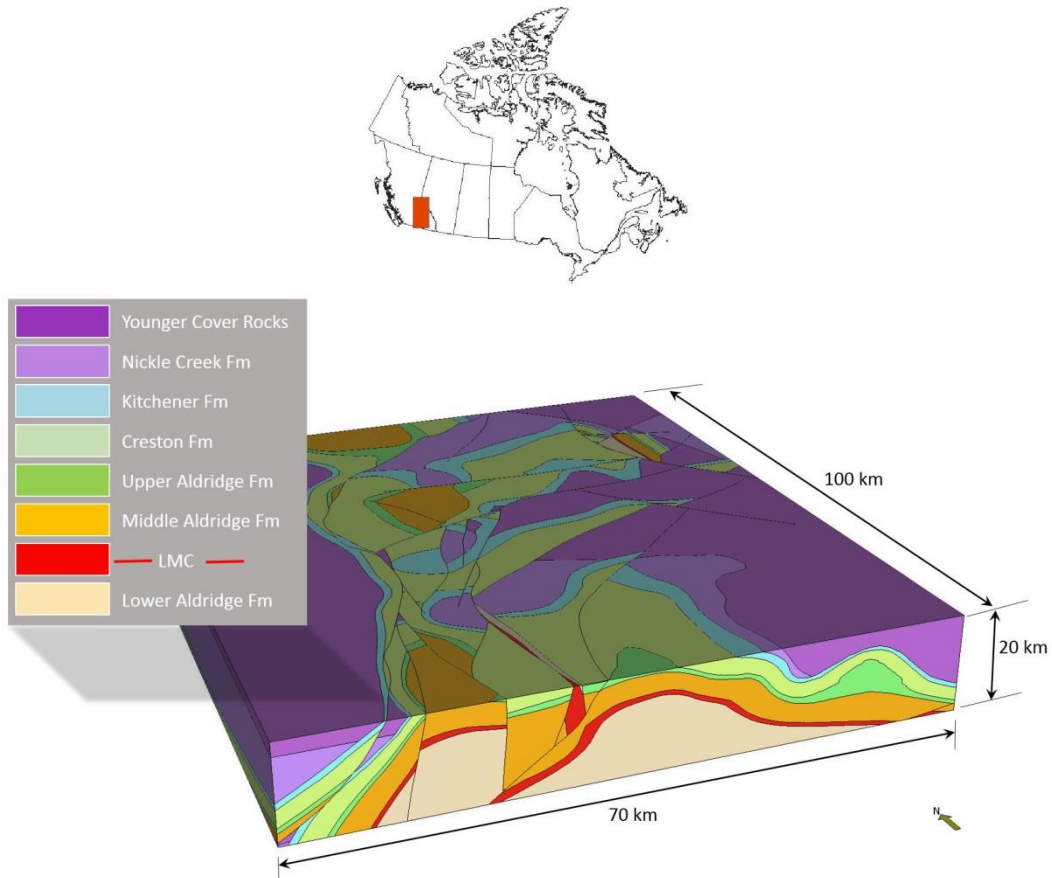 Younger Cover Rocks
Nickle Creek Fm
Kitchener Fm
Creston Fm
Upper Aldridge Fm
Middle Aldridge Fm
LMC
Lower Aldridge Fm
100 km
20 km
70 km
N